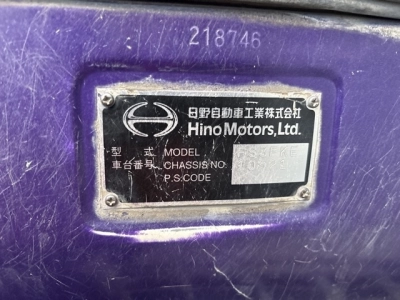 218746
日野自動車工業株式会社
Hino Motors, Ltd.
型 式 MODEL
車台番号 CHASSIS NO.
P.S.CODE